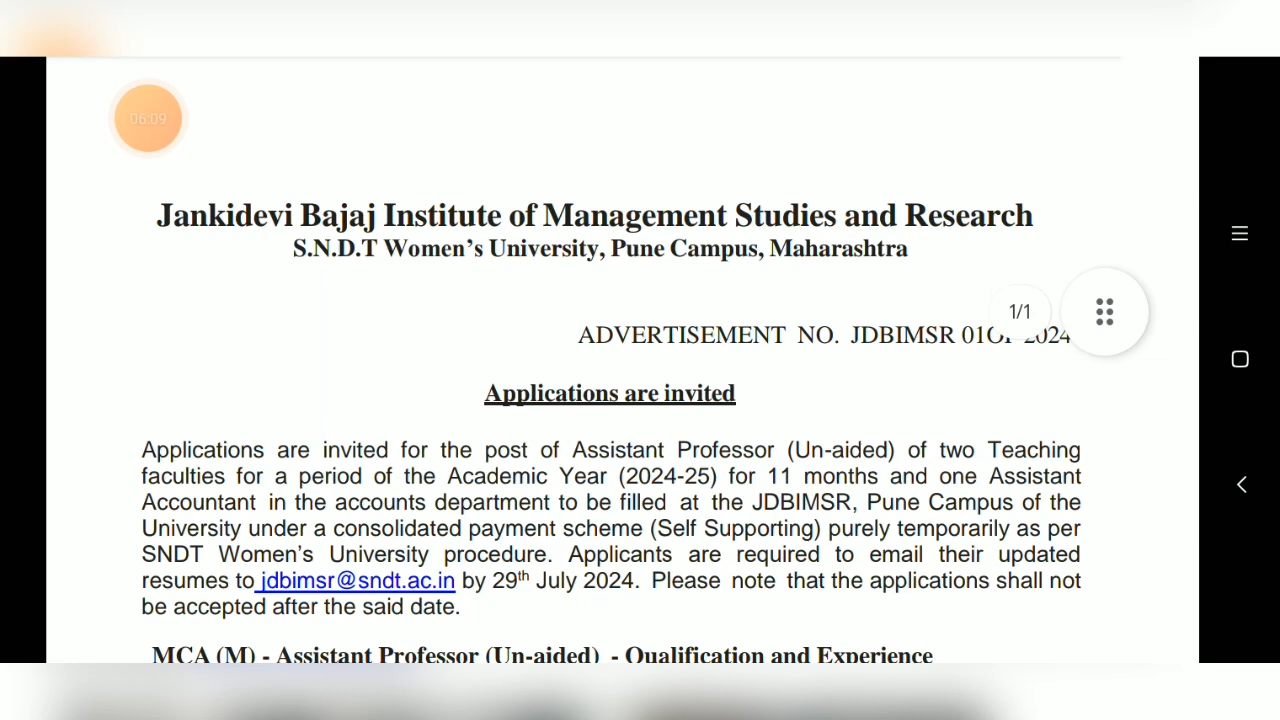 06:09
Jankidevi Bajaj Institute of Management Studies and Research
S.N.D.T Women's University, Pune Campus, Maharashtra
1/1
ADVERTISEMENT NO. JDBIMSR 01OF 2024
Applications are invited
Applications are invited for the post of Assistant Professor (Un-aided) of two Teaching
faculties for a period of the Academic Year (2024-25) for 11 months and one Assistant
Accountant in the accounts department to be filled at the JDBIMSR, Pune Campus of the
University under a consolidated payment scheme (Self Supporting) purely temporarily as per
SNDT Women's University procedure. Applicants are required to email their updated
resumes to jdbimsr@sndt.ac.in by 29th July 2024. Please note that the applications shall not
be accepted after the said date.
MCA (M) - Assistant Professor (Un-aided) - Qualification and Experience